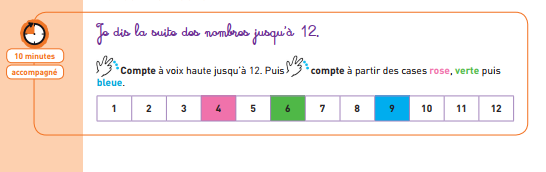 Je dis la suite des nombres jusqu'à 12.
10 minutes
accompagné
Compte à voix haute jusqu'à 12. Puis compte à partir des cases rose, verte puis
bleue.
1 2 3 4 5 6 7 8 9 10 11 12